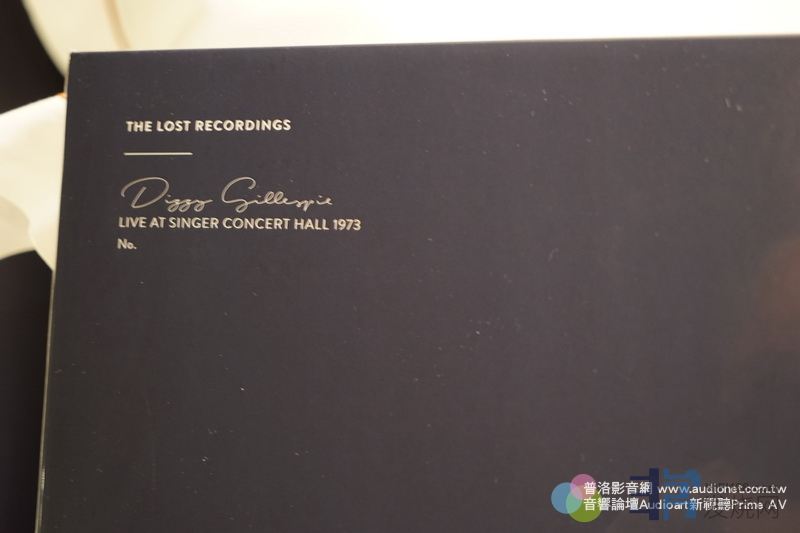 THE LOST RECORDINGS
Dizzy Gillespie
LIVE AT SINGER CONCERT HALL 1973
No.
普洛影音網 www.audionet.com.tw
音響論壇Audioart新視聽Prime AV